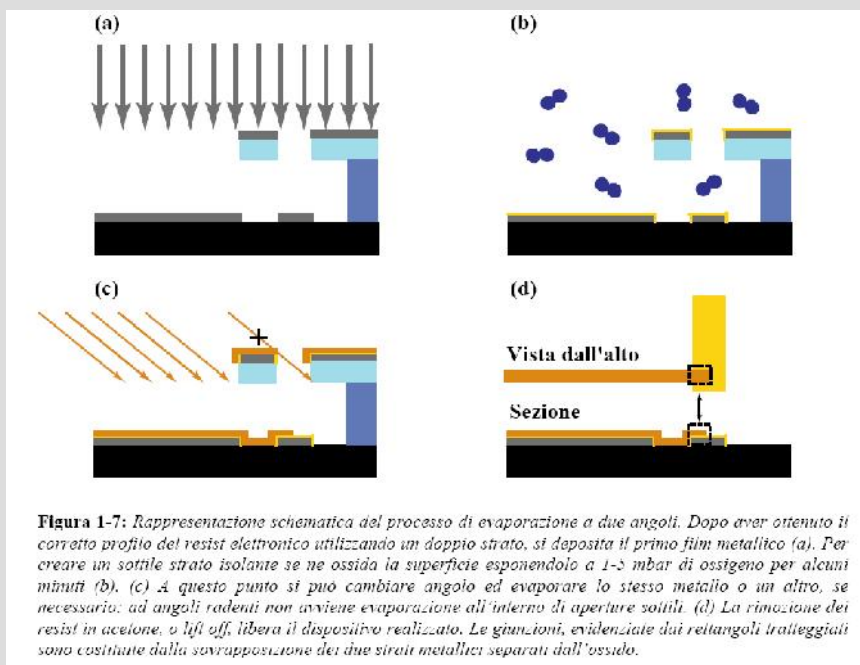 (a)
(b)
(c)
(d)
Vista dall'alto
Sezione
Figura 1-7: Rappresentazione schematica del processo di evaporazione a due angoli. Dopo aver ottenuto il
corretto profilo del resist elettronico utilizzando un doppio strato, si deposita il primo film metallico (a). Per
creare un sottile strato isolante se ne ossida la superficie esponendolo a 1-5 mbar di ossigeno per alcuni
minuti (b). (c) A questo punto si può cambiare angolo ed evaporare lo stesso metallo o un altro, se
necessario: ad angoli radenti non avviene evaporazione all'interno di aperture sottili. (d) La rimozione dei
resist in acetone, o lift off, libera il dispositivo realizzato. Le giunzioni, evidenziate dai rettangoli tratteggiati
sono costituite dalla sovrapposizione dei due strati metallici separati dall'ossido.